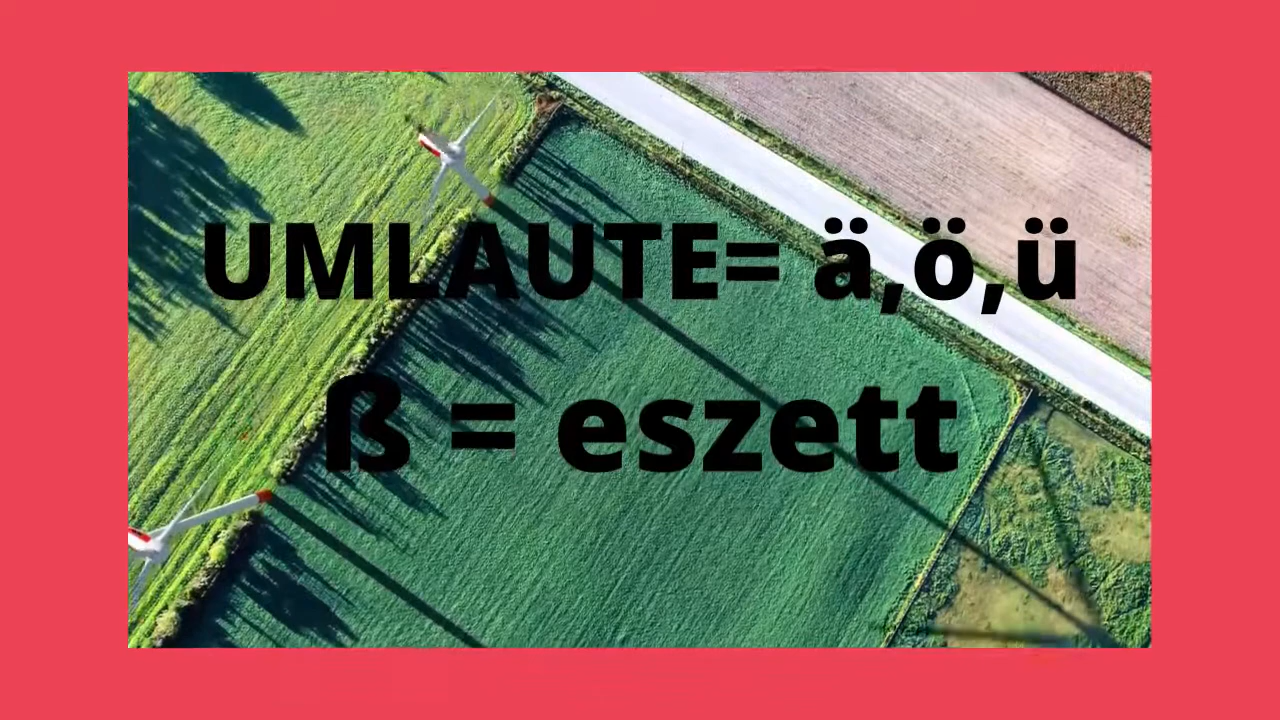 UMLAUTE= ä,ö,ü
ß = eszett